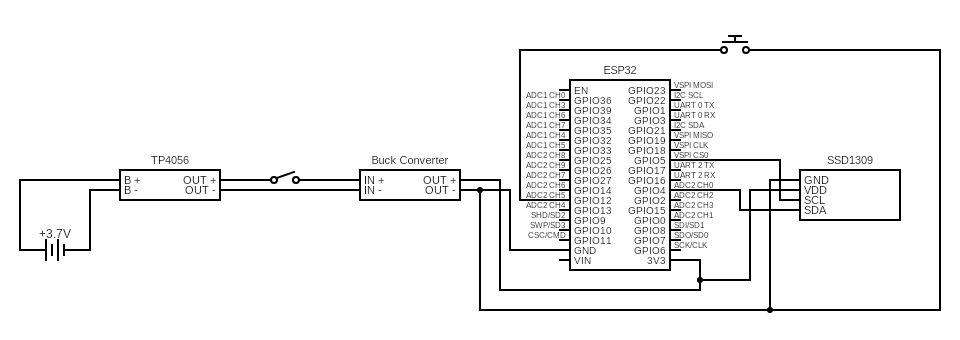 ESP32
VSPI MOSI
EN GPIO23
ADC1 CH0 I2C SCL
GPIO36 GPIO22
ADC1 CH3 UART 0 TX
GPIO39 GPIO1
ADC1 CH6 UART 0 RX
GPIO34 GPIO3
ADC1 CH7 I2C SDA
GPIO35 GPIO21
ADC1 CH4 VSPI MISO
GPIO32 GPIO19
ADC1 CH5 VSPI CLK
GPIO33 GPIO18
ADC2 CH8 VSPI CS0
GPIO25 GPIO5
ADC2 CH9 UART 2 TX
GPIO26 GPIO17
ADC2 CH7 UART 2 RX
GPIO27 GPIO16
ADC2 CH6 ADC2 CH0
GPIO14 GPIO4
ADC2 CH5 ADC2 CH2
GPIO12 GPIO2
ADC2 CH4 ADC2 CH3
GPIO13 GPIO15
SHD/SD2 ADC2 CH1
GPIO9 GPIO0
SWP/SD3 SDI/SD1
GPIO10 GPIO8
CSC/CMD SDO/SD0
GPIO11 GPIO7
SCK/CLK
GND GPIO6
VIN 3V3
TP4056
B + OUT +
B - OUT -
Buck Converter
IN + OUT +
IN - OUT -
SSD1309
GND
VDD
SCL
SDA
+3.7V